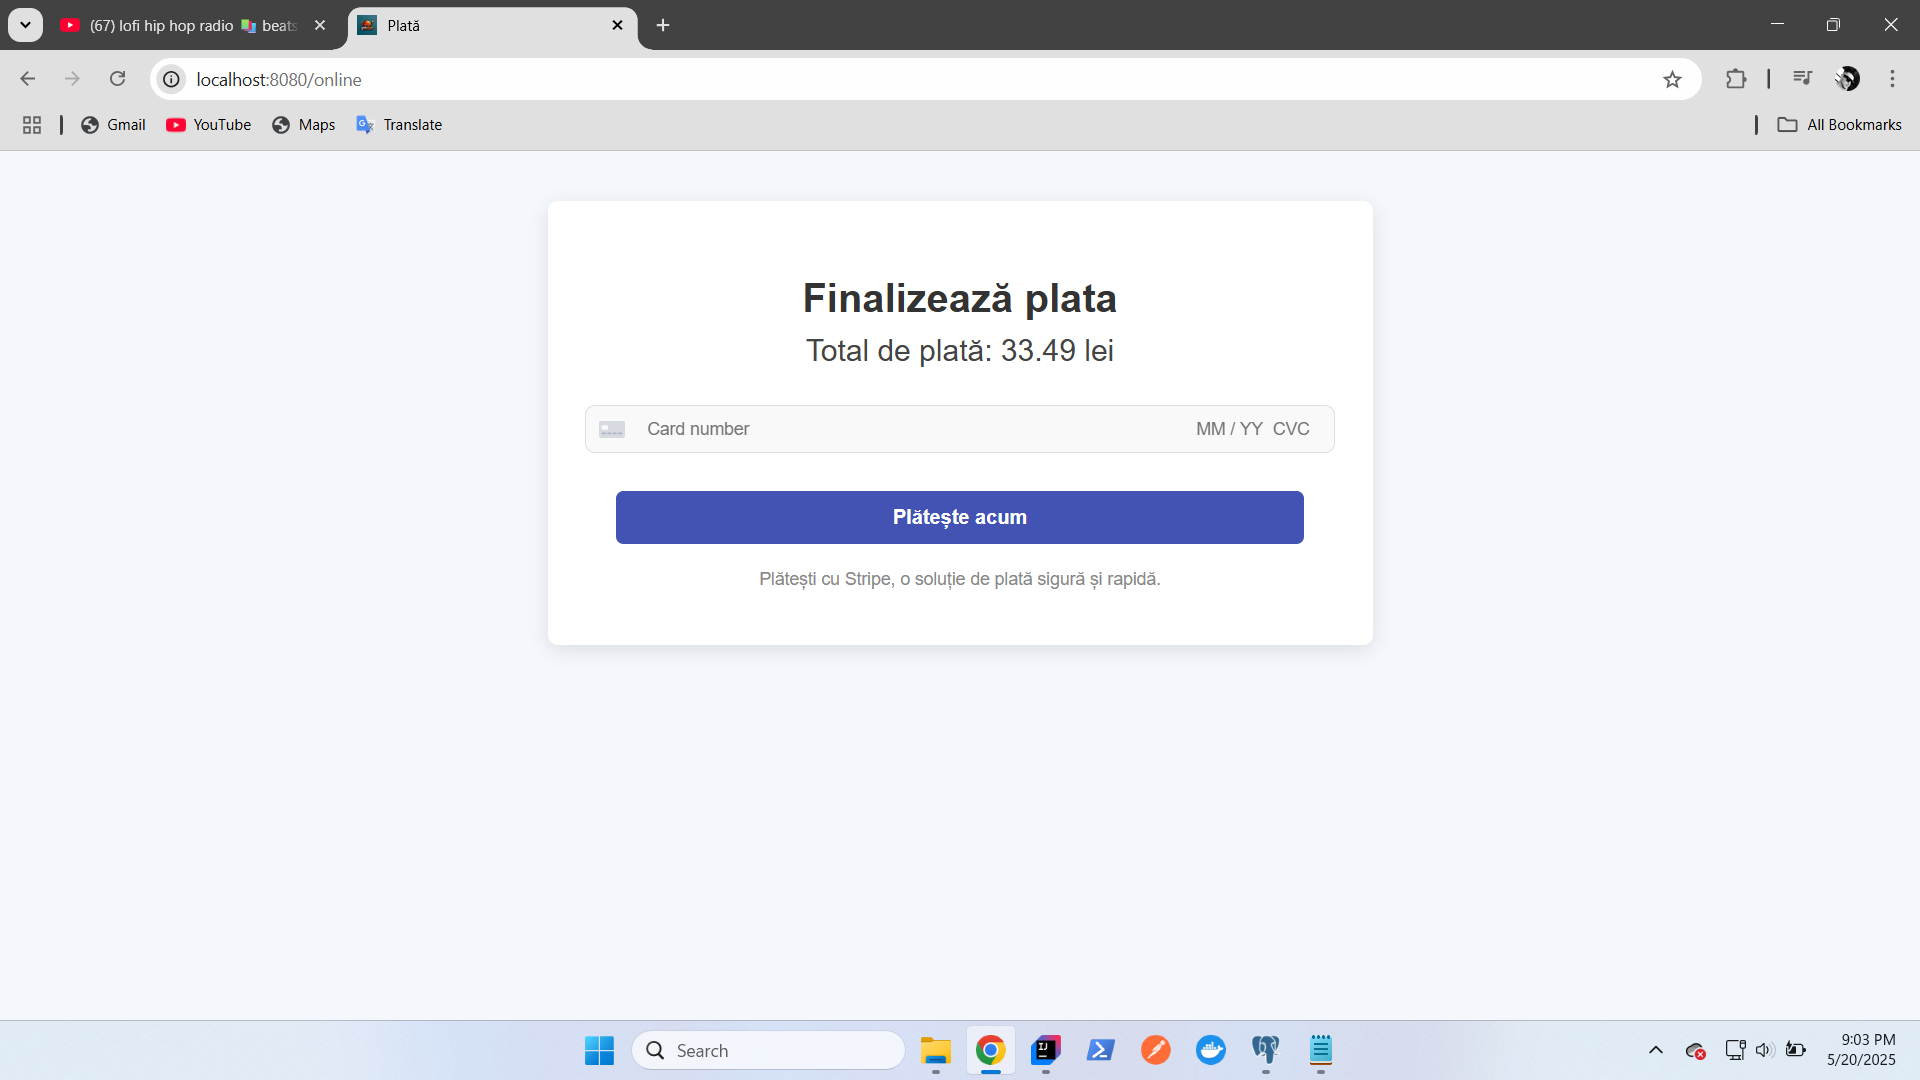 (67) lofi hip hop radio 📚 beats
Plată
localhost:8080/online
Gmail
YouTube
Maps
Translate
All Bookmarks
Finalizează plata
Total de plată: 33.49 lei
Card number
MM / YY CVC
Plătește acum
Plătești cu Stripe, o soluție de plată sigură și rapidă.
Search
9:03 PM
5/20/2025